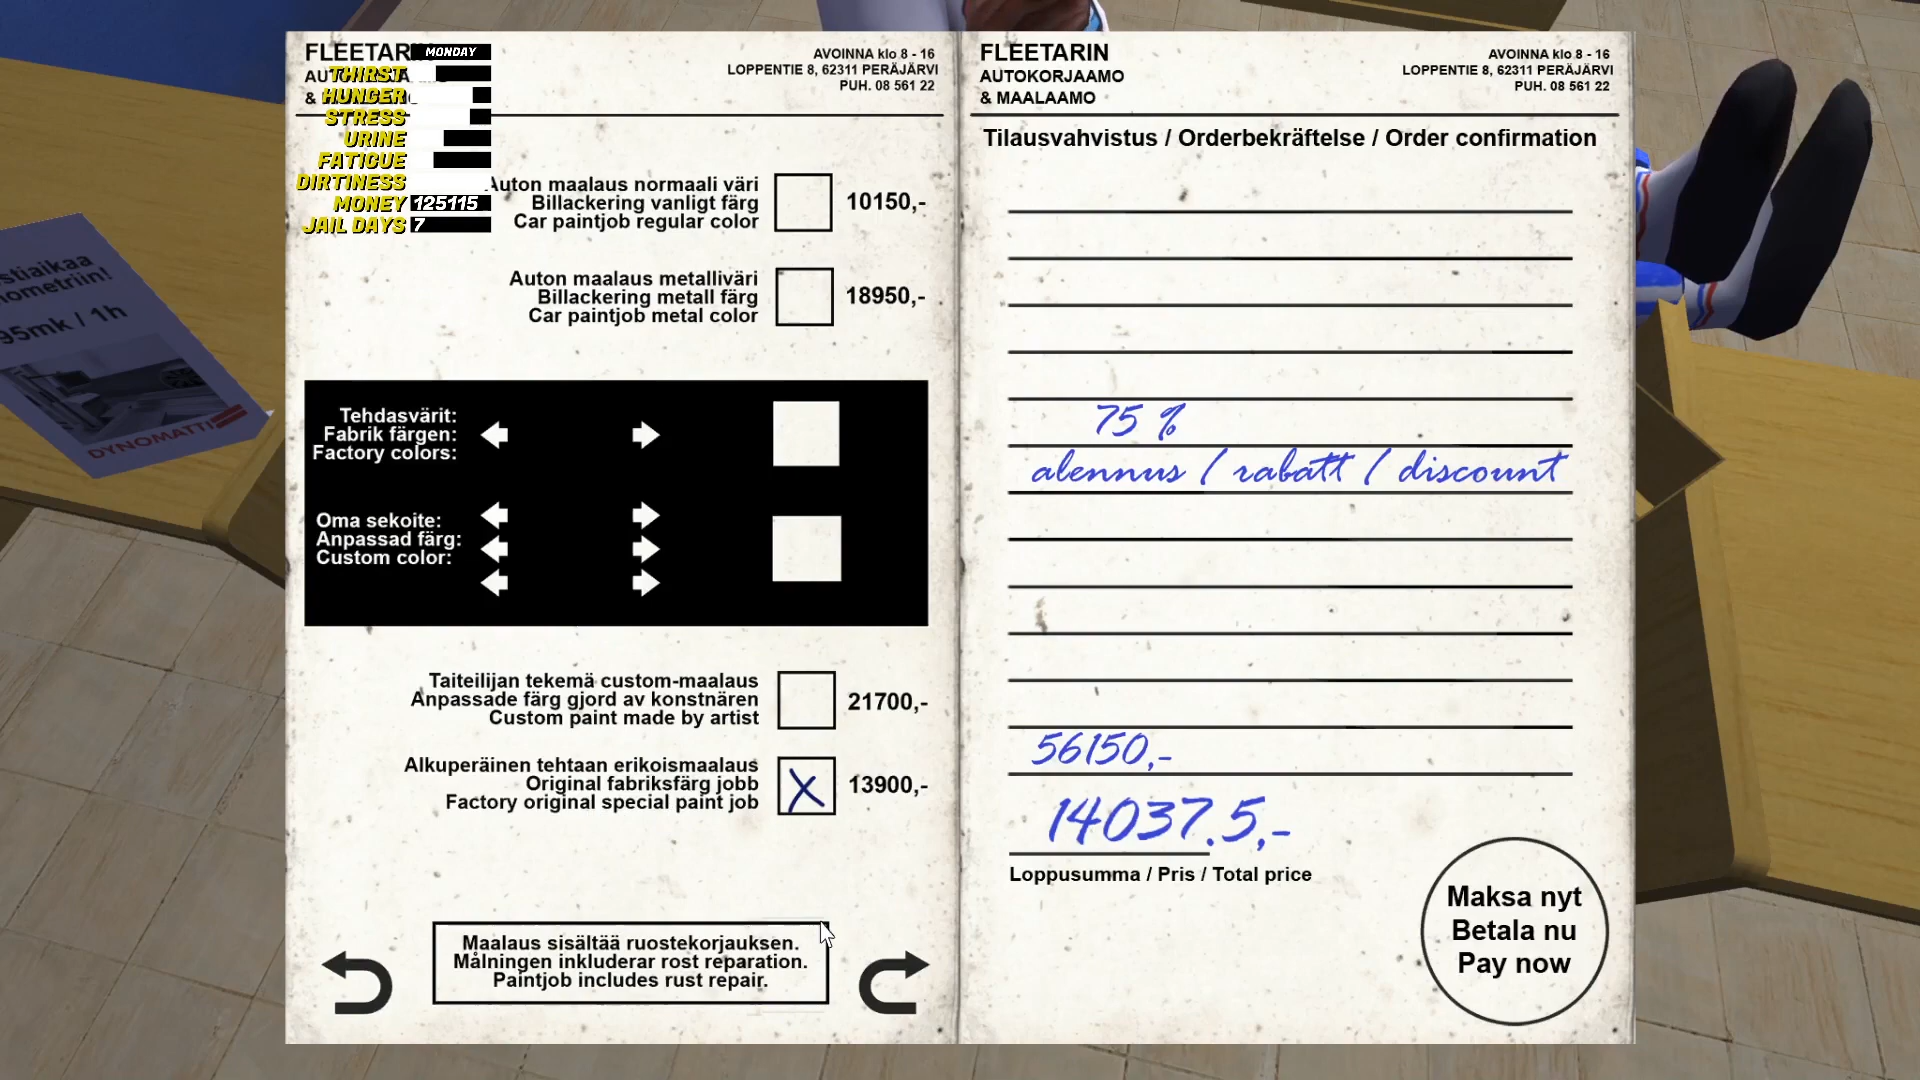 FLEETARIN
MONDAY
THIRST
& HUNGER
STRESS
URINE
FATIGUE
DIRTINESS
MONEY 125115
JAIL DAYS 7
AVOINNA klo 8 - 16
LOPPENTIE 8, 62311 PERÄJÄRVI
PUH. 08 561 22
Auton maalaus normaali väri
Billackering vanligt färg
Car paintjob regular color
10150,-
Auton maalaus metalliväri
Billackering metall färg
Car paintjob metal color
18950,-
Tehdasvärit:
Fabrik färgen:
Factory colors:
Oma sekoite:
Anpassad färg:
Custom color:
Taiteilijan tekemä custom-maalaus
Anpassade färg gjord av konstnären
Custom paint made by artist
21700,-
Alkuperäinen tehtaan erikoismaalaus
Original fabriksfärg jobb
Factory original special paint job
X
13900,-
Maalaus sisältää ruostekorjauksen.
Målningen inkluderar rost reparation.
Paintjob includes rust repair.
FLEETARIN
AUTOKORJAAMO
& MAALAAMO
AVOINNA klo 8 - 16
LOPPENTIE 8, 62311 PERÄJÄRVI
PUH. 08 561 22
Tilausvahvistus / Orderbekräftelse / Order confirmation
75 %
alennus / rabatt / discount
56150,-
14037.5,-
Loppusumma / Pris / Total price
Maksa nyt
Betala nu
Pay now
95mk / 1h
DYNOMATTI